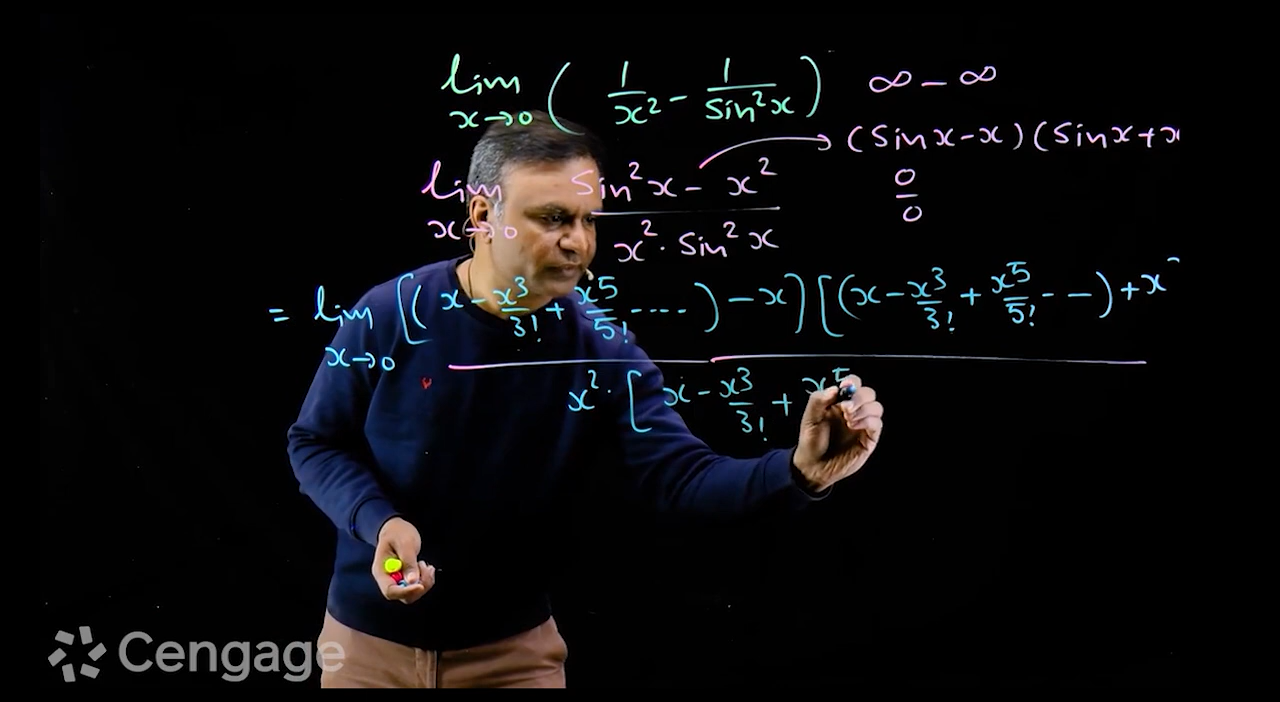 lim x→0 ( 1/x² - 1/sin²x ) ∞ - ∞
→ (sinx-x)(sinx+x
lim x→0 sin²x - x² / x² · sin²x 0/0
= lim x→0 [( x - x³/3! + x⁵/5! ---- ) - x] [(x - x³/3! + x⁵/5! -- ) + x
x² · [ x - x³/3! + x⁵
Cengage